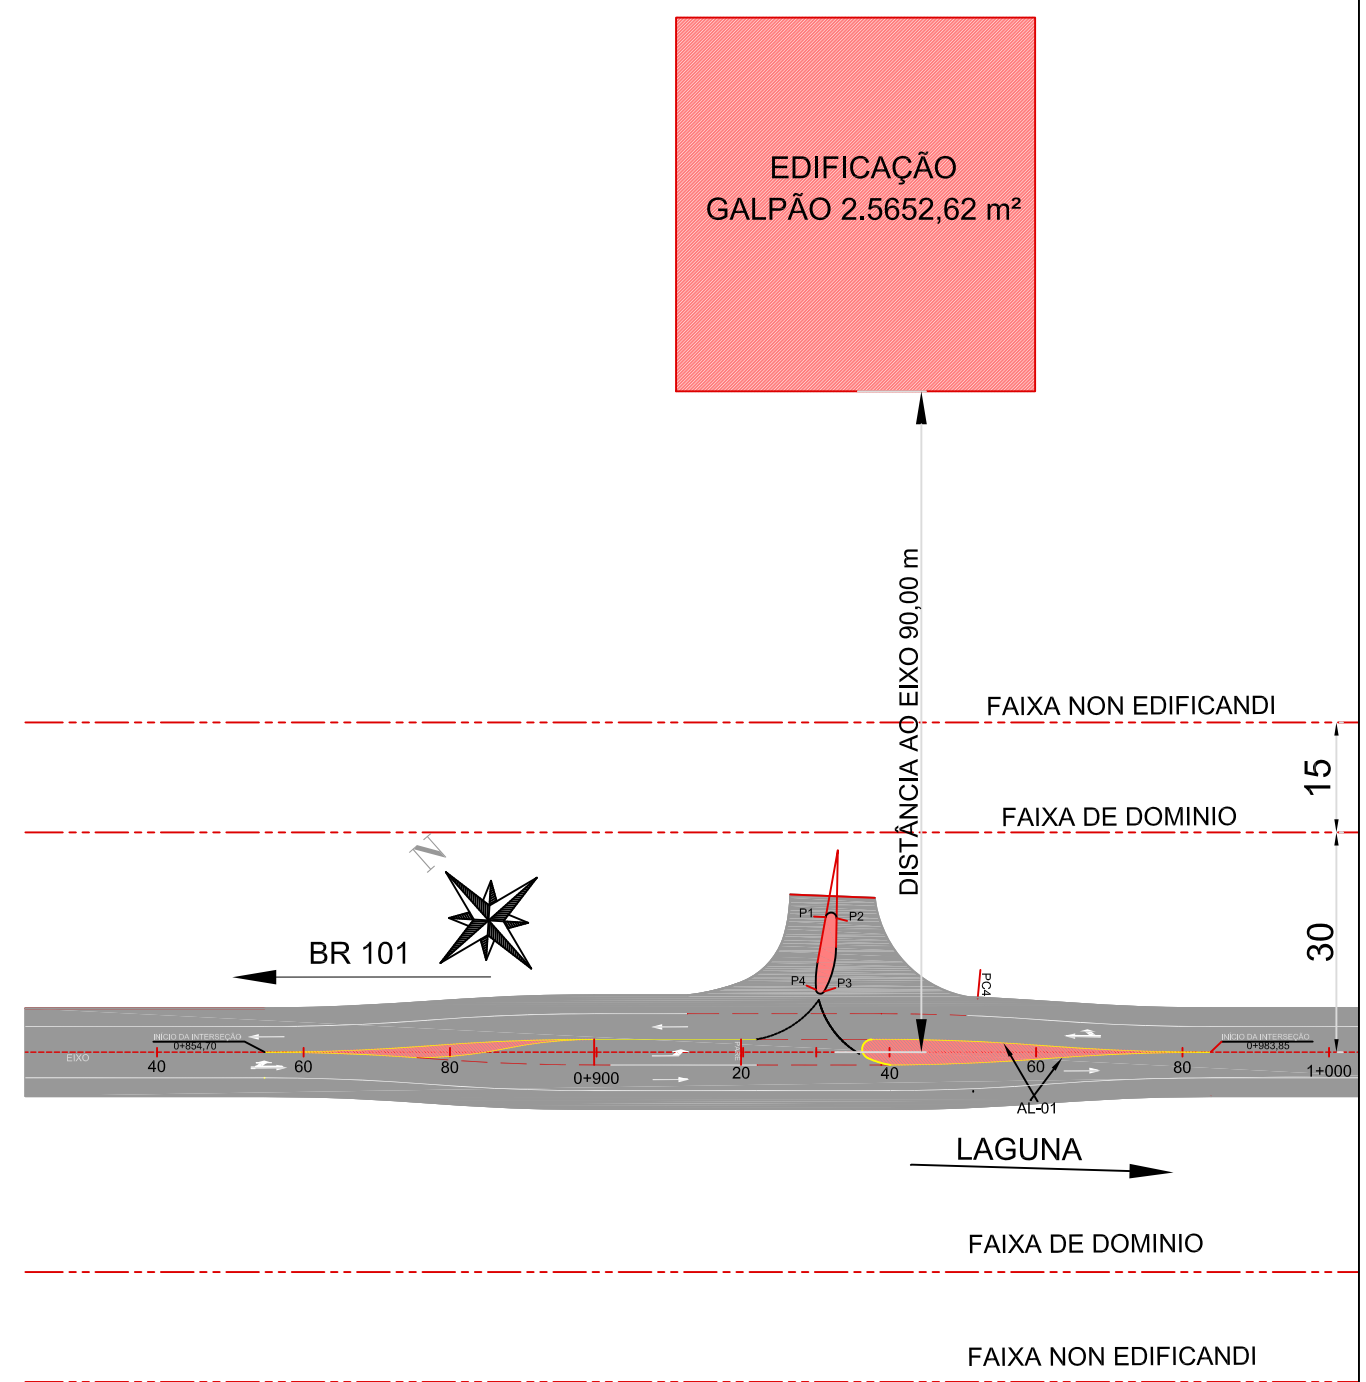 EDIFICAÇÃO
GALPÃO 2.5652,62 m²
DISTÂNCIA AO EIXO 90,00 m
FAIXA NON EDIFICANDI
15
FAIXA DE DOMINIO
30
N
BR 101
P1
P2
P4
P3
PC4
INÍCIO DA INTERSEÇÃO
0+854,70
INÍCIO DA INTERSEÇÃO
0+983,85
EIXO
40
60
80
0+900
20
40
60
80
1+000
AL-01
LAGUNA
FAIXA DE DOMINIO
FAIXA NON EDIFICANDI